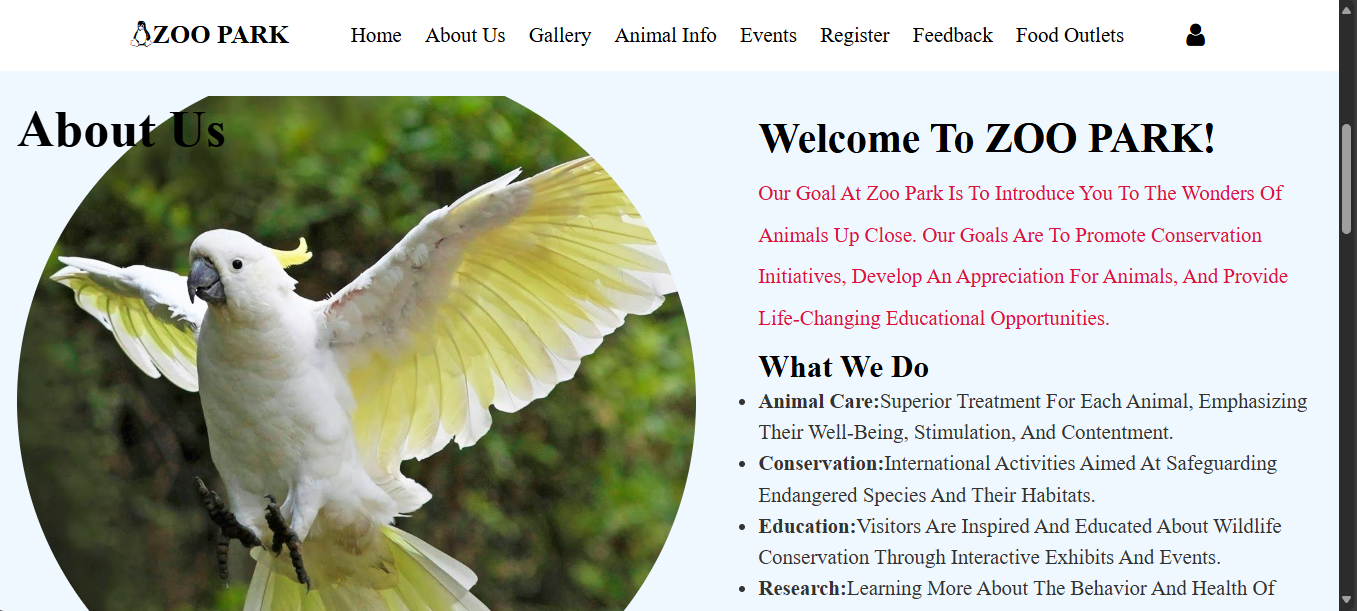 ZOO PARK Home About Us Gallery Animal Info Events Register Feedback Food Outlets
About Us
Welcome To ZOO PARK!
Our Goal At Zoo Park Is To Introduce You To The Wonders Of
Animals Up Close. Our Goals Are To Promote Conservation
Initiatives, Develop An Appreciation For Animals, And Provide
Life-Changing Educational Opportunities.
What We Do
• Animal Care:Superior Treatment For Each Animal, Emphasizing
Their Well-Being, Stimulation, And Contentment.
• Conservation:International Activities Aimed At Safeguarding
Endangered Species And Their Habitats.
• Education:Visitors Are Inspired And Educated About Wildlife
Conservation Through Interactive Exhibits And Events.
• Research:Learning More About The Behavior And Health Of